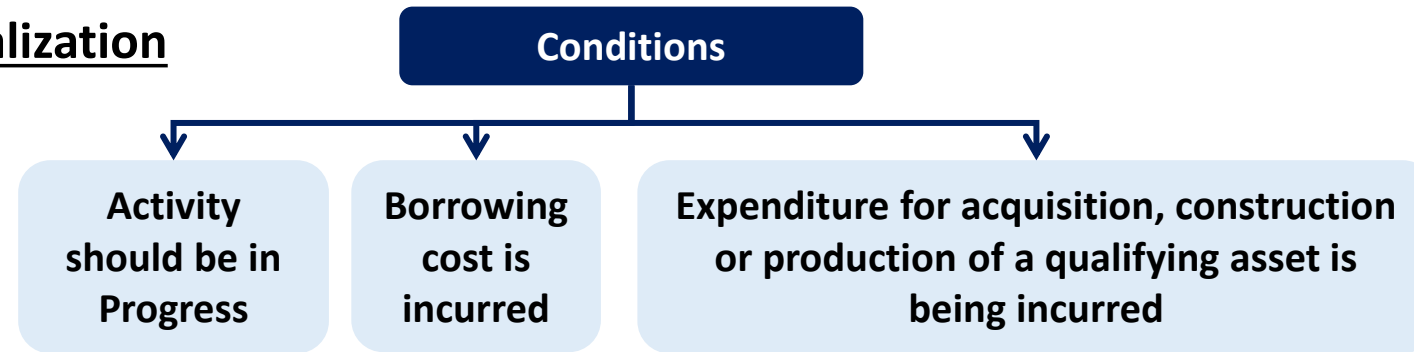 alization
Conditions
Activity
should be in
Progress
Borrowing
cost is
incurred
Expenditure for acquisition, construction
or production of a qualifying asset is
being incurred